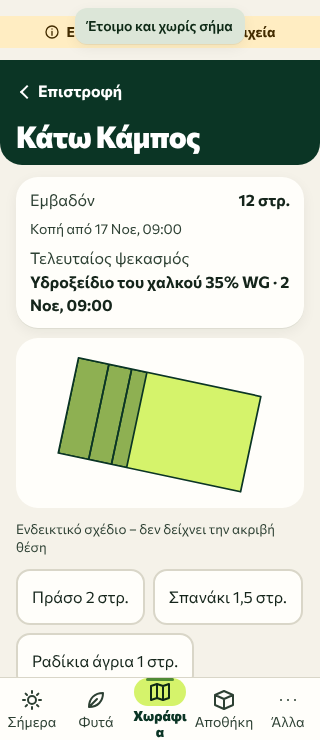 Έτοιμο και χωρίς σήμα
Επιστροφή
Κάτω Κάμπος
Εμβαδόν 12 στρ.
Κοπή από 17 Νοε, 09:00
Τελευταίος ψεκασμός
Υδροξείδιο του χαλκού 35% WG · 2
Νοε, 09:00
Ενδεικτικό σχέδιο – δεν δείχνει την ακριβή
θέση
Πράσο 2 στρ. Σπανάκι 1,5 στρ.
Ραδίκια άγρια 1 στρ.
Σήμερα Φυτά Χωράφι
α Αποθήκη Άλλα